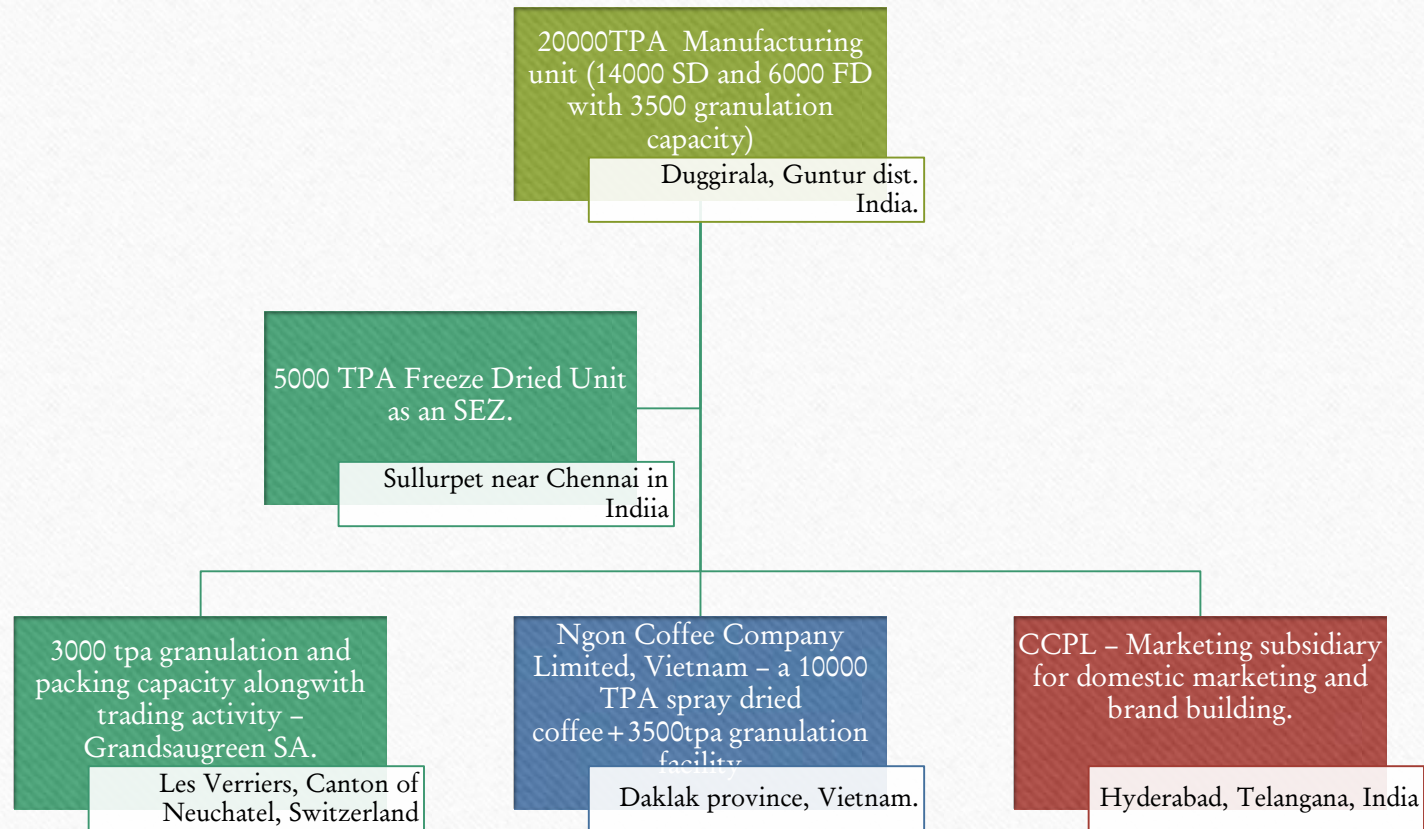 20000TPA Manufacturing
unit (14000 SD and 6000 FD
with 3500 granulation
capacity)
Duggirala, Guntur dist.
India.
5000 TPA Freeze Dried Unit
as an SEZ.
Sullurpet near Chennai in
Indiia
3000 tpa granulation and
packing capacity alongwith
trading activity –
Grandsaugreen SA.
Les Verriers, Canton of
Neuchatel, Switzerland
Ngon Coffee Company
Limited, Vietnam – a 10000
TPA spray dried
coffee+3500tpa granulation
facility
Daklak province, Vietnam.
CCPL – Marketing subsidiary
for domestic marketing and
brand building.
Hyderabad, Telangana, India